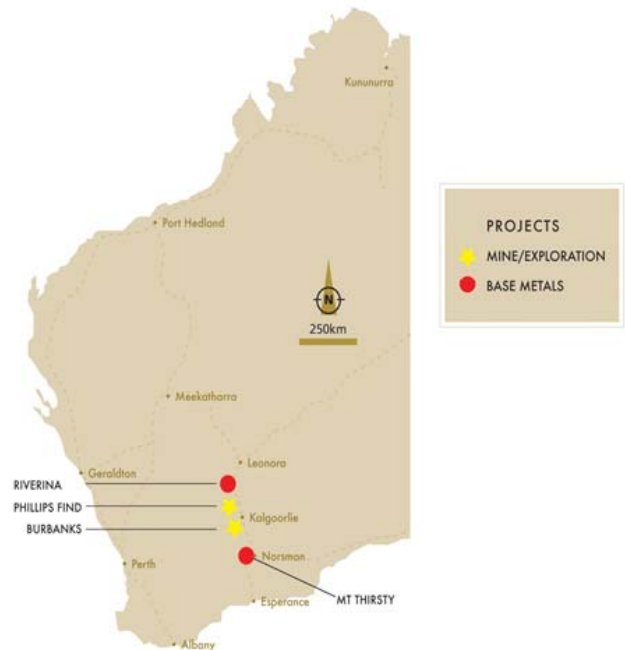 Kununurra
Port Hedland
PROJECTS
MINE/EXPLORATION
BASE METALS
N
250km
Meekatharra
Leonora
Geraldton
RIVERINA
PHILLIPS FIND
Kalgoorlie
BURBANKS
Norsman
Perth
MT THIRSTY
Esperance
Albany